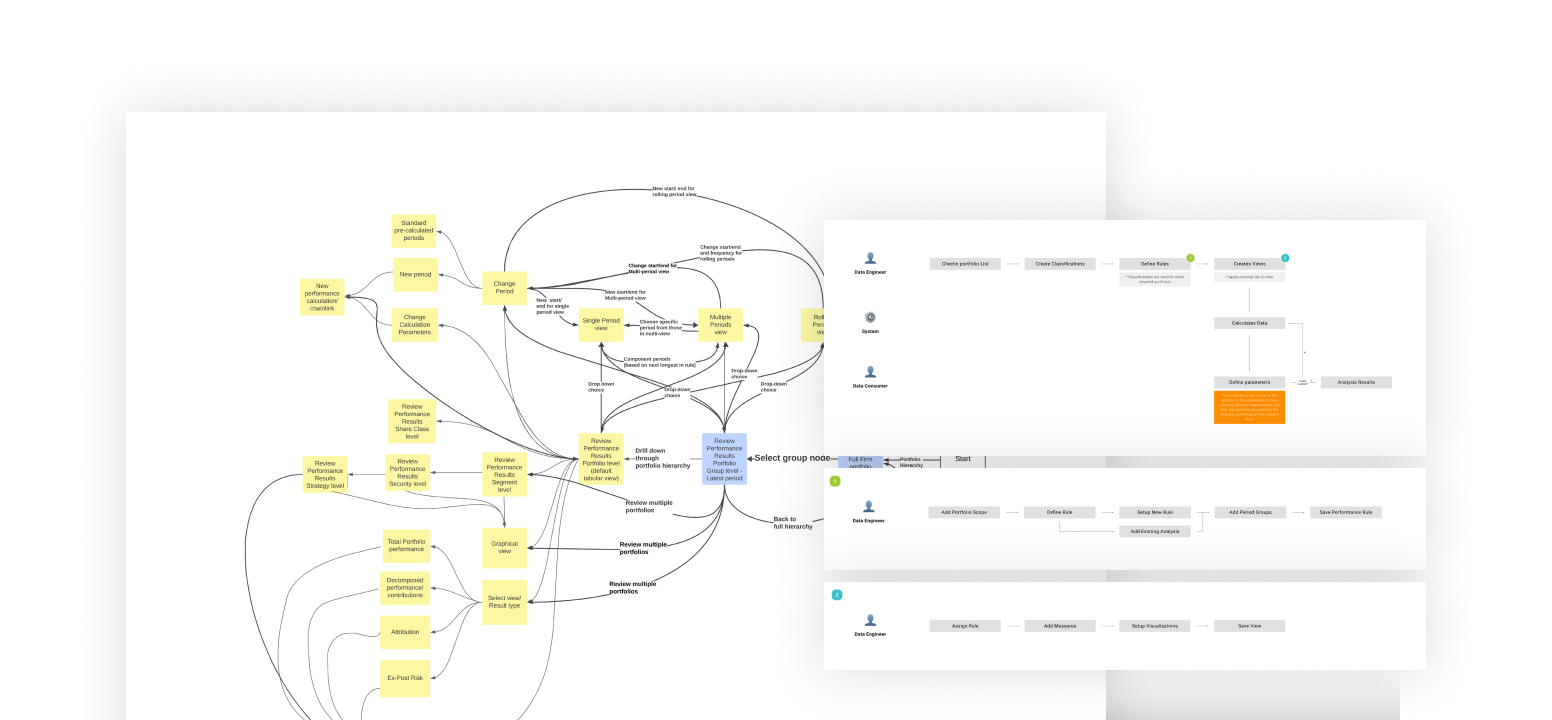 New start/ end for
rolling period view
Standard
pre-calculated
periods
Change start/end
and frequency for
rolling periods
New period
Change start/end for
Multi-period view
New
performance
calculation/
chainlink
Change
Period
New start/end for
Multi-period view
New start/
end for single
period view
Change
Calculation
Parameters
Single Period
view
Choose specific
period from those
in multi-view
Multiple
Periods
view
Component periods
(based on next longest in rule)
Drop down
choice
Drop-down
choice
Drop-down
choice
Drop-down
choice
Review
Performance
Results
Share Class
level
Review
Performance
Results
Strategy level
Review
Performance
Results
Security level
Review
Performance
Results
Segment
level
Review
Performance
Results
Portfolio level
(default
tabular view)
Drill down
through
portfolio hierarchy
Review
Performance
Results
Portfolio
Group level -
Latest period
Select group node
Full Firm
portfolio
Portfolio
Hierarchy
Start
Review multiple
portfolios
Back to
full hierarchy
Total Portfolio
performance
Graphical
view
Review multiple
portfolios
Decomposed
performance/
contributions
Select view/
Result type
Review multiple
portfolios
Attribution
Ex-Post Risk
Data Engineer
Checks portfolio List
Create Classifications
Define Rules
1
* Classifications are used to select
required portfolios
Creates Views
2
* Apply existing rule to view
System
Calculates Data
Data Consumer
Define parameters
Analysis Results
1
Data Engineer
Add Portfolio Scope
Define Rule
Setup New Rule
Add Period Groups
Save Performance Rule
Add Existing Analysis
2
Data Engineer
Assign Rule
Add Measures
Setup Visualizations
Save View